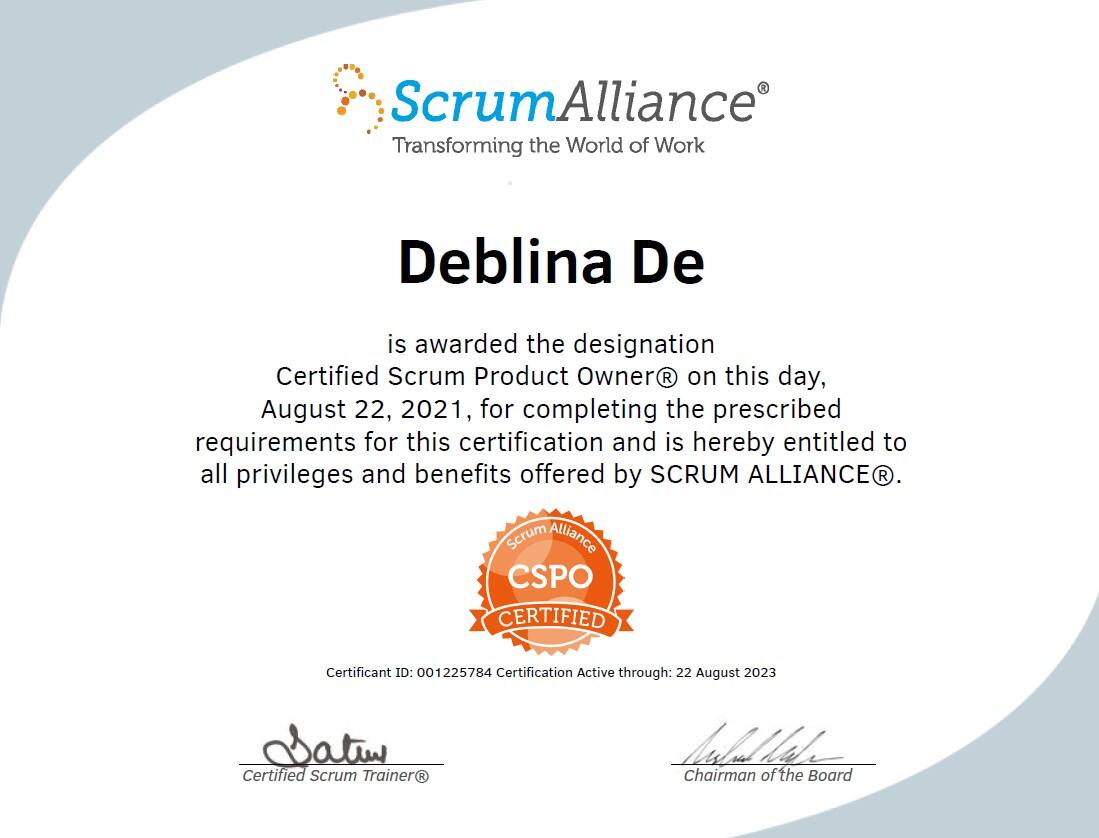 ScrumAlliance®
Transforming the World of Work
Deblina De
is awarded the designation
Certified Scrum Product Owner® on this day,
August 22, 2021, for completing the prescribed
requirements for this certification and is hereby entitled to
all privileges and benefits offered by SCRUM ALLIANCE®.
Scrum Alliance
CSPO
CERTIFIED
Certificant ID: 001225784 Certification Active through: 22 August 2023
Certified Scrum Trainer®
Chairman of the Board